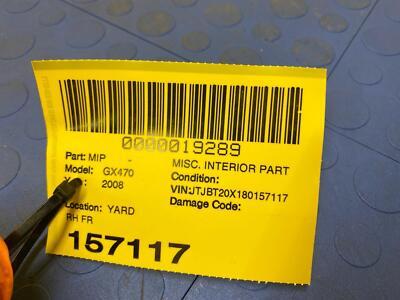 0000019289
Part: MIP - MISC. INTERIOR PART
Model: GX470 Condition:
2008 VIN:JTJBT20X180157117
Damage Code:
Location: YARD
RH FR
157117